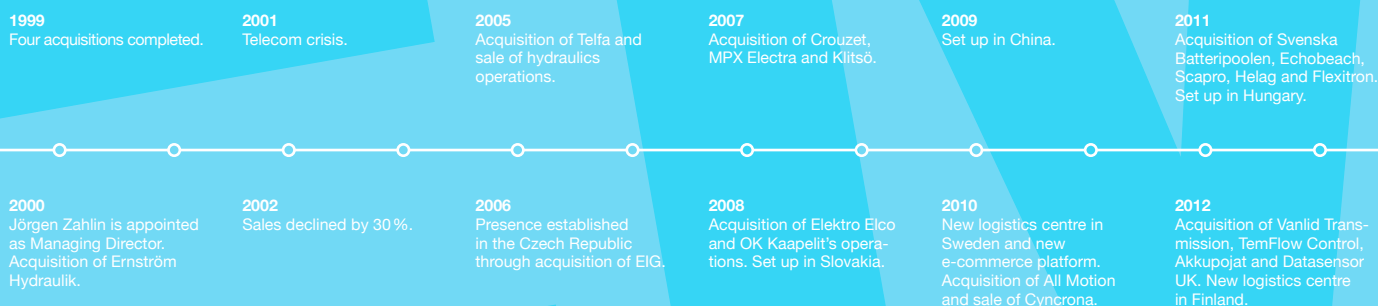 1999
Four acquisitions completed.
2001
Telecom crisis.
2005
Acquisition of Telfa and
sale of hydraulics
operations.
2007
Acquisition of Crouzet,
MPX Electra and Klitsö.
2009
Set up in China.
2011
Acquisition of Svenska
Batteripoolen, Echobeach,
Scapro, Helag and Flexitron.
Set up in Hungary.
2000
Jörgen Zahlin is appointed
as Managing Director.
Acquisition of Ernström
Hydraulik.
2002
Sales declined by 30%.
2006
Presence established
in the Czech Republic
through acquisition of EIG.
2008
Acquisition of Elektro Elco
and OK Kaapelit’s opera-
tions. Set up in Slovakia.
2010
New logistics centre in
Sweden and new
e-commerce platform.
Acquisition of All Motion
and sale of Cyncrona.
2012
Acquisition of Vanlid Trans-
mission, TemFlow Control,
Akkupojat and Datasensor
UK. New logistics centre
in Finland.